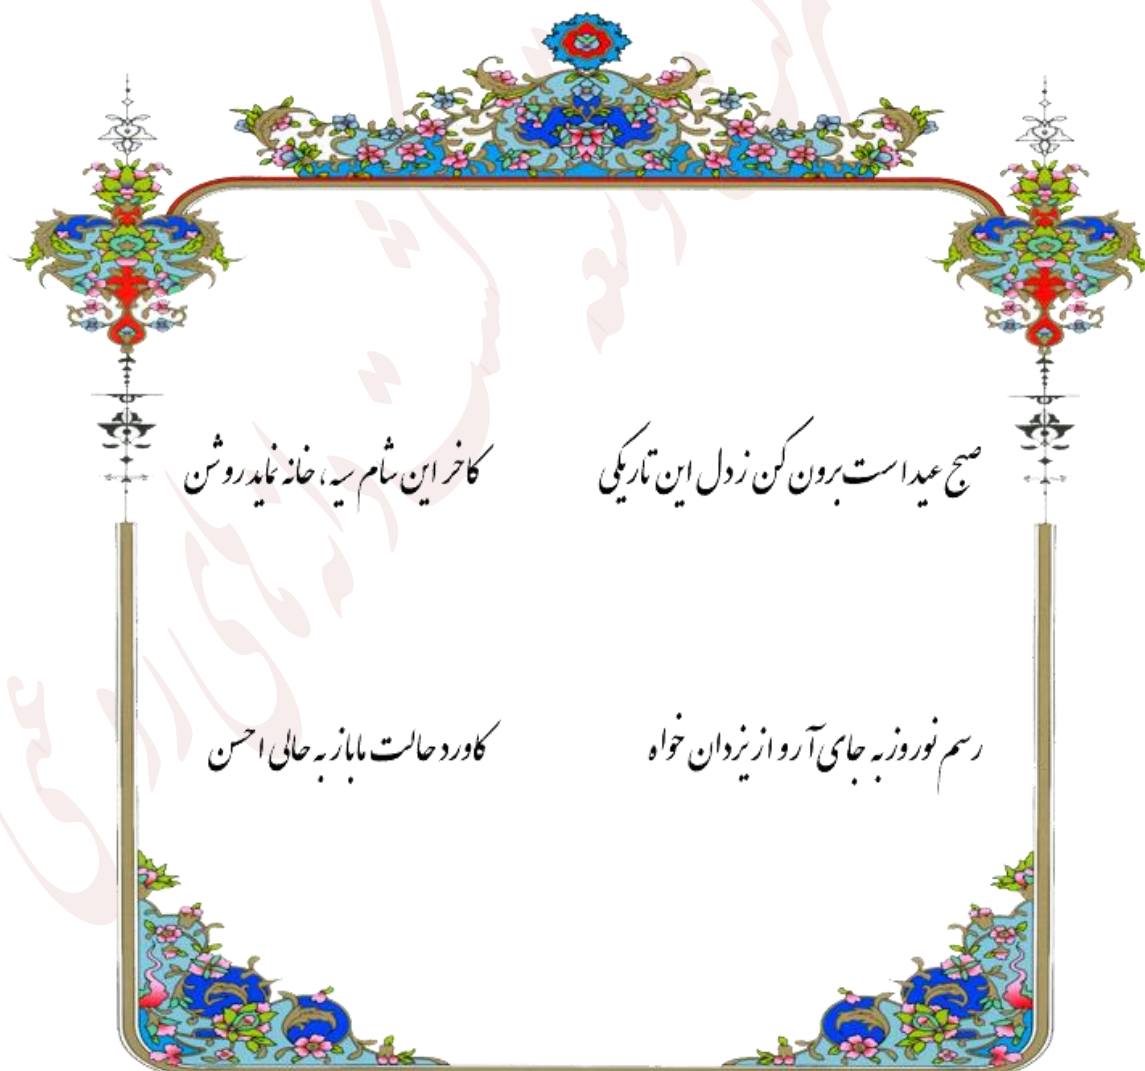 صبح عید است برون کن ز دل این تاریکی کاخر این شام سیه، خانه نماید روشن
رسم نوروز به جای آر و از یزدان خواه کاورد حالت ما باز به حالی احسن